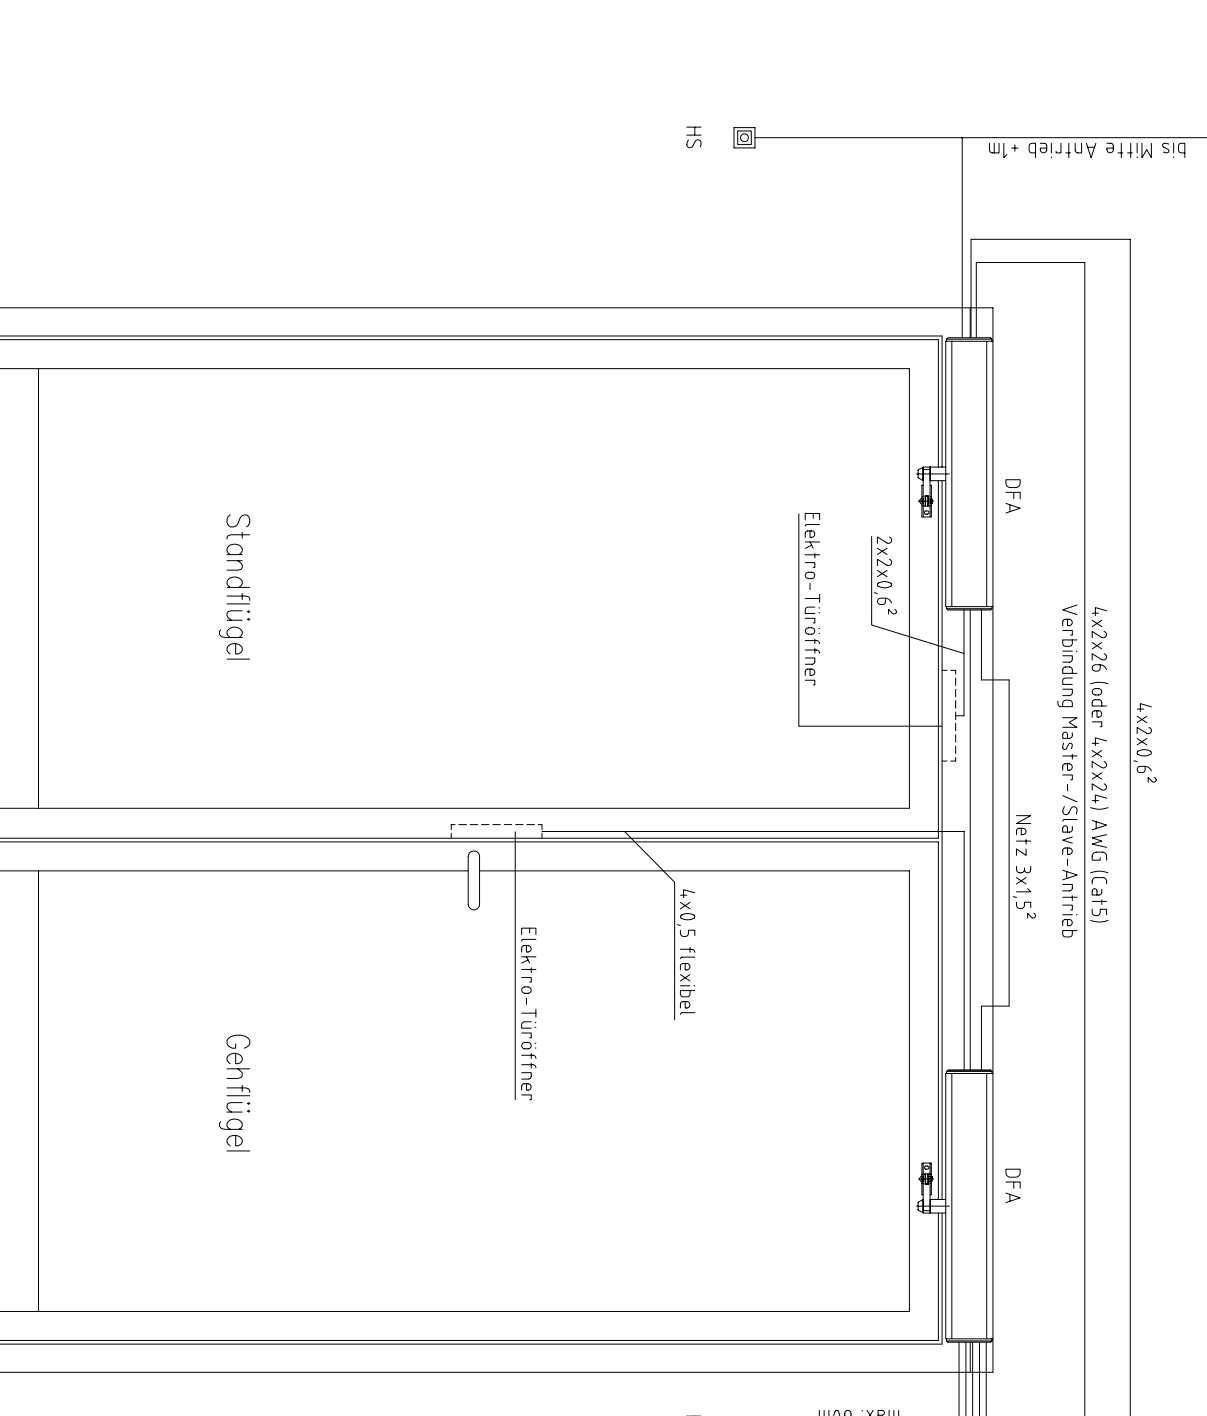 4x2x0,6²
4x2x26 (oder 4x2x24) AWG (Cat5)
Verbindung Master-/Slave-Antrieb
bis Mitte Antrieb +1m
Netz 3x1,5²
DFA
DFA
2x2x0,6²
Elektro-Türöffner
HS
4x0,5 flexibel
Elektro-Türöffner
Standflügel
Gehflügel